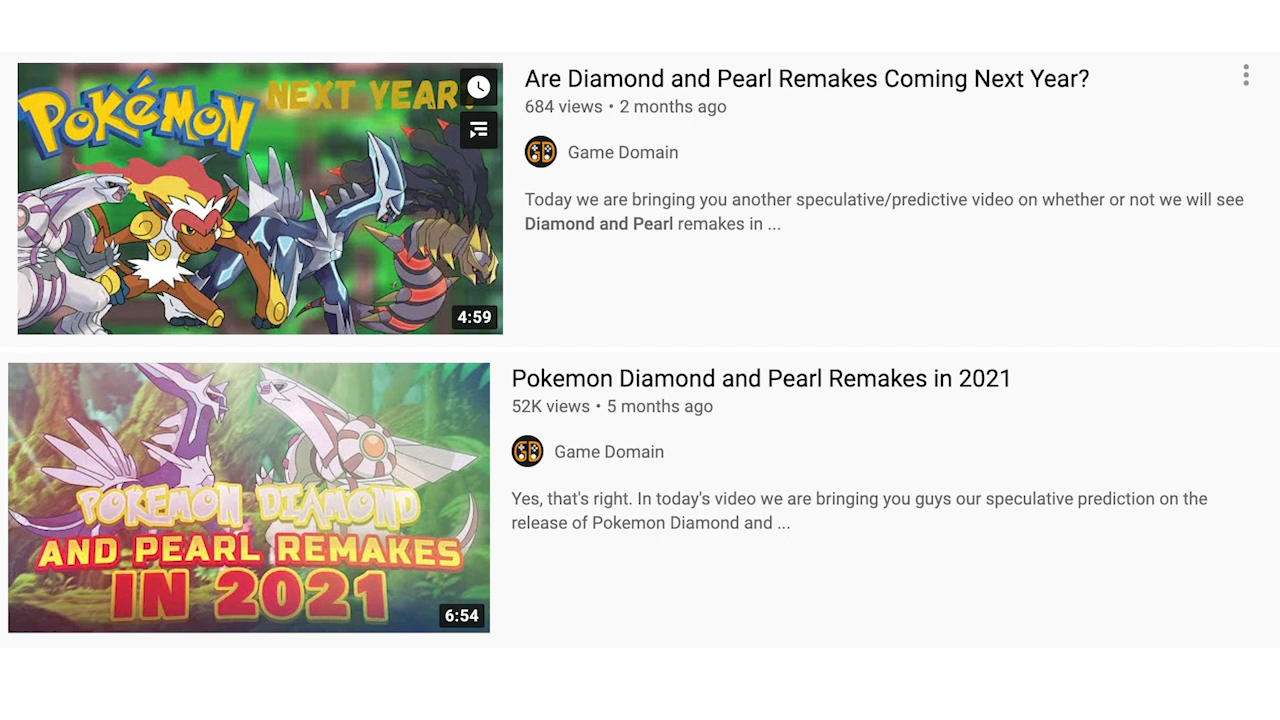 POKéMON
NEXT YEAR?
4:59
Are Diamond and Pearl Remakes Coming Next Year?
684 views • 2 months ago
GD
Game Domain
Today we are bringing you another speculative/predictive video on whether or not we will see
Diamond and Pearl remakes in ...
POKEMON DIAMOND
AND PEARL REMAKES
IN 2021
6:54
Pokemon Diamond and Pearl Remakes in 2021
52K views • 5 months ago
GD
Game Domain
Yes, that's right. In today's video we are bringing you guys our speculative prediction on the
release of Pokemon Diamond and ...